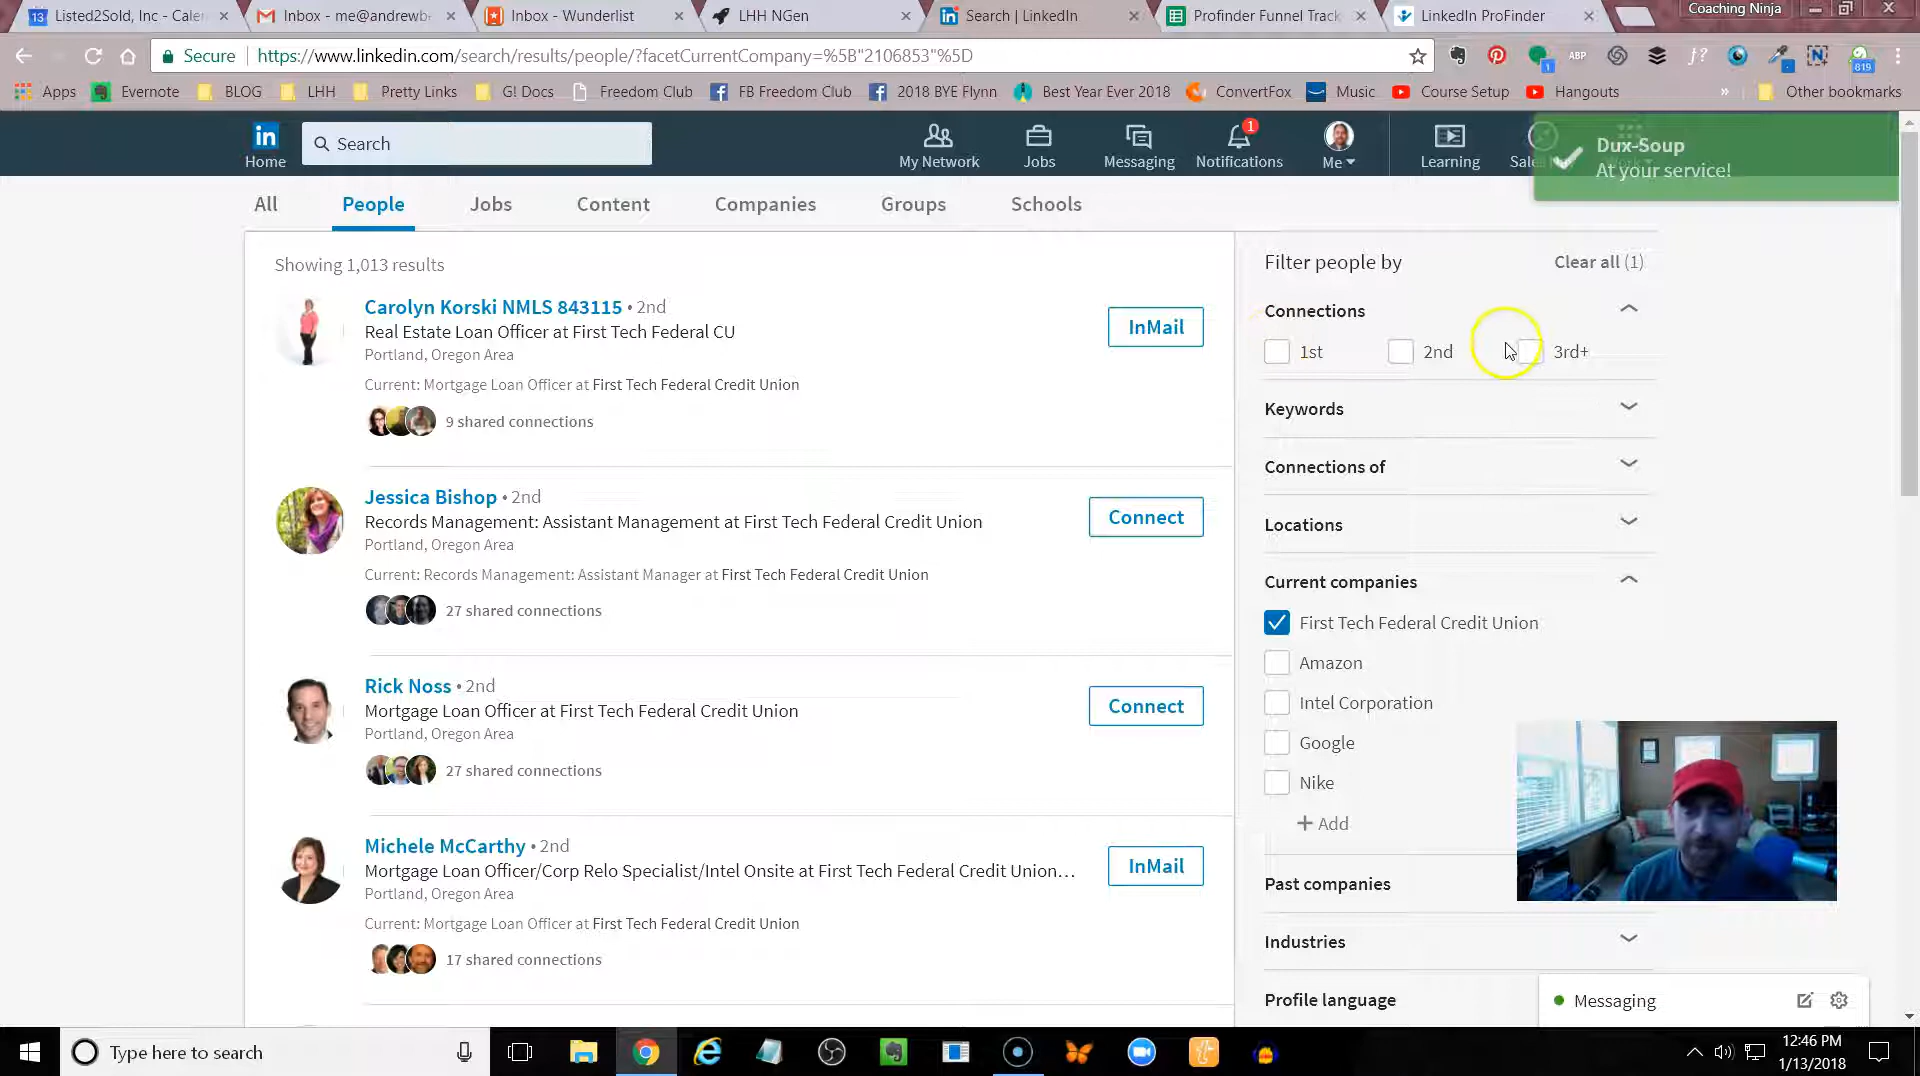 Listed2Sold, Inc - Caler
Inbox - me@andrewb
Inbox - Wunderlist
LHH NGen
Search | LinkedIn
Profinder Funnel Track
LinkedIn ProFinder
Coaching Ninja
Secure
https://www.linkedin.com/search/results/people/?facetCurrentCompany=%5B"2106853"%5D
ABP
819
Apps
Evernote
BLOG
LHH
Pretty Links
G! Docs
Freedom Club
FB Freedom Club
2018 BYE Flynn
Best Year Ever 2018
ConvertFox
Music
Course Setup
Hangouts
Other bookmarks
Home
Search
My Network
Jobs
Messaging
1
Notifications
Me
Learning
Dux-Soup
At your service!
All
People
Jobs
Content
Companies
Groups
Schools
Showing 1,013 results
Carolyn Korski NMLS 843115 • 2nd
Real Estate Loan Officer at First Tech Federal CU
Portland, Oregon Area
Current: Mortgage Loan Officer at First Tech Federal Credit Union
9 shared connections
InMail
Jessica Bishop • 2nd
Records Management: Assistant Management at First Tech Federal Credit Union
Portland, Oregon Area
Current: Records Management: Assistant Manager at First Tech Federal Credit Union
27 shared connections
Connect
Rick Noss • 2nd
Mortgage Loan Officer at First Tech Federal Credit Union
Portland, Oregon Area
27 shared connections
Connect
Michele McCarthy • 2nd
Mortgage Loan Officer/Corp Relo Specialist/Intel Onsite at First Tech Federal Credit Union...
Portland, Oregon Area
Current: Mortgage Loan Officer at First Tech Federal Credit Union
17 shared connections
InMail
Filter people by
Clear all (1)
Connections
1st
2nd
3rd+
Keywords
Connections of
Locations
Current companies
First Tech Federal Credit Union
Amazon
Intel Corporation
Google
Nike
+ Add
Past companies
Industries
Profile language
Messaging
Type here to search
12:46 PM
1/13/2018